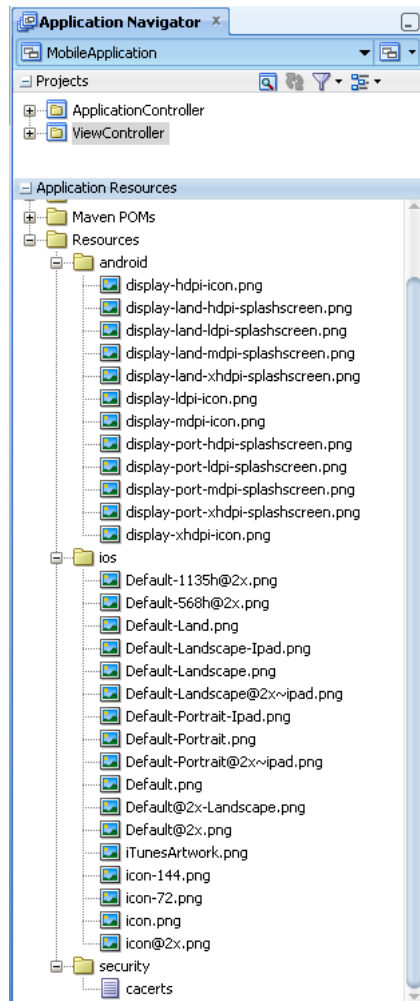 Application Navigator
MobileApplication
Projects
ApplicationController
ViewController
Application Resources
Maven POMs
Resources
android
display-hdpi-icon.png
display-land-hdpi-splashscreen.png
display-land-ldpi-splashscreen.png
display-land-mdpi-splashscreen.png
display-land-xhdpi-splashscreen.png
display-ldpi-icon.png
display-mdpi-icon.png
display-port-hdpi-splashscreen.png
display-port-ldpi-splashscreen.png
display-port-mdpi-splashscreen.png
display-port-xhdpi-splashscreen.png
display-xhdpi-icon.png
ios
Default-1135h@2x.png
Default-568h@2x.png
Default-Land.png
Default-Landscape-Ipad.png
Default-Landscape.png
Default-Landscape@2x~ipad.png
Default-Portrait-Ipad.png
Default-Portrait.png
Default-Portrait@2x~ipad.png
Default.png
Default@2x-Landscape.png
Default@2x.png
iTunesArtwork.png
icon-144.png
icon-72.png
icon.png
icon@2x.png
security
cacerts